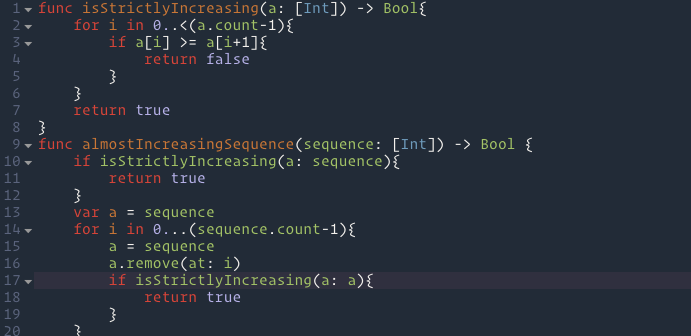 1 func isStrictlyIncreasing(a: [Int]) -> Bool{
2     for i in 0..<(a.count-1){
3         if a[i] >= a[i+1]{
4             return false
5         }
6     }
7     return true
8 }
9 func almostIncreasingSequence(sequence: [Int]) -> Bool {
10     if isStrictlyIncreasing(a: sequence){
11         return true
12     }
13     var a = sequence
14     for i in 0...(sequence.count-1){
15         a = sequence
16         a.remove(at: i)
17         if isStrictlyIncreasing(a: a){
18             return true
19         }
20     }